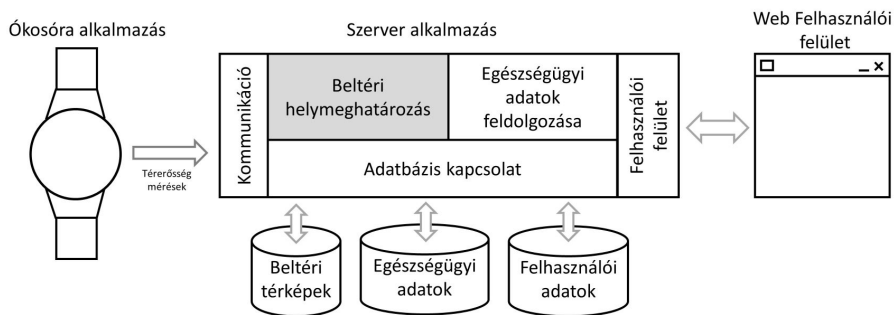 Ókosóra alkalmazás
Szerver alkalmazás
Web Felhasználói
felület
Térerősség
mérések
Kommunikáció
Beltéri
helymeghatározás
Egészségügyi
adatok
feldolgozása
Adatbázis kapcsolat
Felhasználói
felület
Beltéri
térképek
Egészségügyi
adatok
Felhasználói
adatok